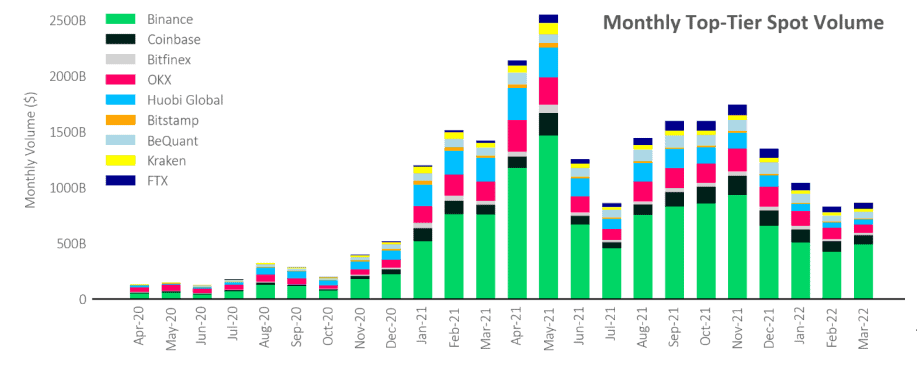 Monthly Top-Tier Spot Volume
Monthly Volume ($)
2500B
2000B
1500B
1000B
500B
0
Binance
Coinbase
Bitfinex
OKX
Huobi Global
Bitstamp
BeQuant
Kraken
FTX
Apr-20
May-20
Jun-20
Jul-20
Aug-20
Sep-20
Oct-20
Nov-20
Dec-20
Jan-21
Feb-21
Mar-21
Apr-21
May-21
Jun-21
Jul-21
Aug-21
Sep-21
Oct-21
Nov-21
Dec-21
Jan-22
Feb-22
Mar-22